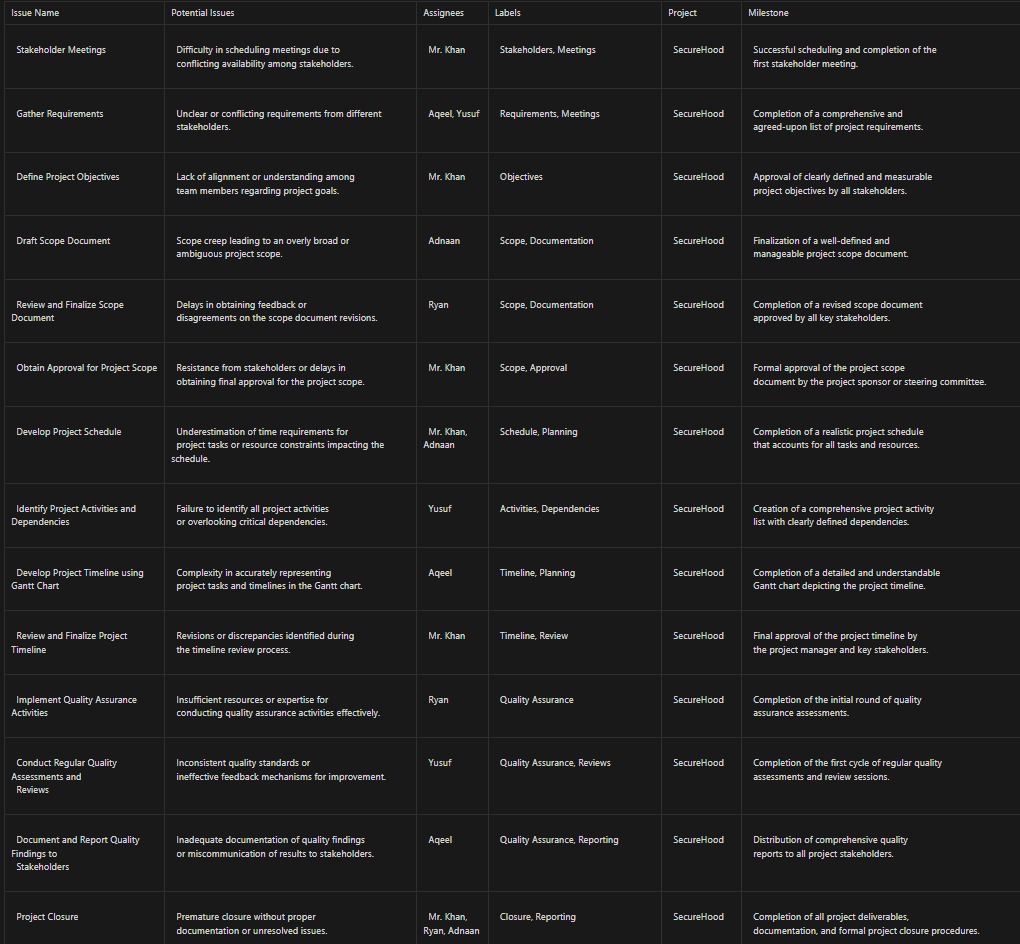 Issue Name Potential Issues Assignees Labels Project Milestone
Stakeholder Meetings Difficulty in scheduling meetings due to Mr. Khan Stakeholders, Meetings SecureHood Successful scheduling and completion of the
conflicting availability among stakeholders. first stakeholder meeting.
Gather Requirements Unclear or conflicting requirements from different Aqeel, Yusuf Requirements, Meetings SecureHood Completion of a comprehensive and
stakeholders. agreed-upon list of project requirements.
Define Project Objectives Lack of alignment or understanding among Mr. Khan Objectives SecureHood Approval of clearly defined and measurable
team members regarding project goals. project objectives by all stakeholders.
Draft Scope Document Scope creep leading to an overly broad or Adnaan Scope, Documentation SecureHood Finalization of a well-defined and
ambiguous project scope. manageable project scope document.
Review and Finalize Scope Delays in obtaining feedback or Ryan Scope, Documentation SecureHood Completion of a revised scope document
Document disagreements on the scope document revisions. approved by all key stakeholders.
Obtain Approval for Project Scope Resistance from stakeholders or delays in Mr. Khan Scope, Approval SecureHood Formal approval of the project scope
obtaining final approval for the project scope. document by the project sponsor or steering committee.
Develop Project Schedule Underestimation of time requirements for Mr. Khan, Schedule, Planning SecureHood Completion of a realistic project schedule
project tasks or resource constraints impacting the Adnaan that accounts for all tasks and resources.
schedule.
Identify Project Activities and Failure to identify all project activities Yusuf Activities, Dependencies SecureHood Creation of a comprehensive project activity
Dependencies or overlooking critical dependencies. list with clearly defined dependencies.
Develop Project Timeline using Complexity in accurately representing Aqeel Timeline, Planning SecureHood Completion of a detailed and understandable
Gantt Chart project tasks and timelines in the Gantt chart. Gantt chart depicting the project timeline.
Review and Finalize Project Revisions or discrepancies identified during Mr. Khan Timeline, Review SecureHood Final approval of the project timeline by
Timeline the timeline review process. the project manager and key stakeholders.
Implement Quality Assurance Insufficient resources or expertise for Ryan Quality Assurance SecureHood Completion of the initial round of quality
Activities conducting quality assurance activities effectively. assurance assessments.
Conduct Regular Quality Inconsistent quality standards or Yusuf Quality Assurance, Reviews SecureHood Completion of the first cycle of regular quality
Assessments and ineffective feedback mechanisms for improvement. assessments and review sessions.
Reviews
Document and Report Quality Inadequate documentation of quality findings Aqeel Quality Assurance, Reporting SecureHood Distribution of comprehensive quality
Findings to or miscommunication of results to stakeholders. reports to all project stakeholders.
Stakeholders
Project Closure Premature closure without proper Mr. Khan, Closure, Reporting SecureHood Completion of all project deliverables,
documentation or unresolved issues. Ryan, Adnaan documentation, and formal project closure procedures.